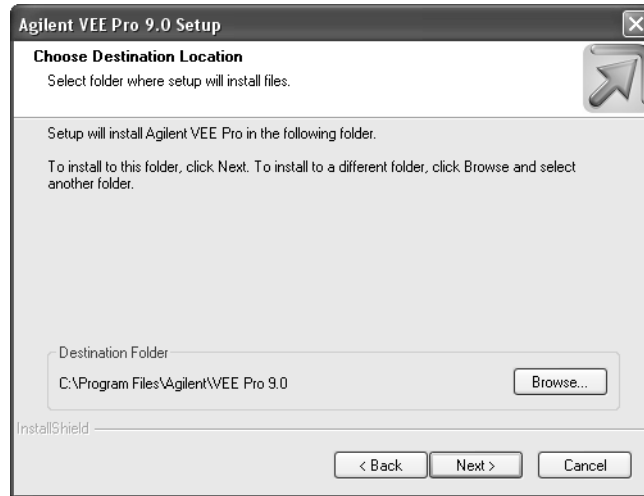 Agilent VEE Pro 9.0 Setup
Choose Destination Location
Select folder where setup will install files.
Setup will install Agilent VEE Pro in the following folder.
To install to this folder, click Next. To install to a different folder, click Browse and select
another folder.
Destination Folder
C:\Program Files\Agilent\VEE Pro 9.0
Browse...
InstallShield
< Back
Next >
Cancel